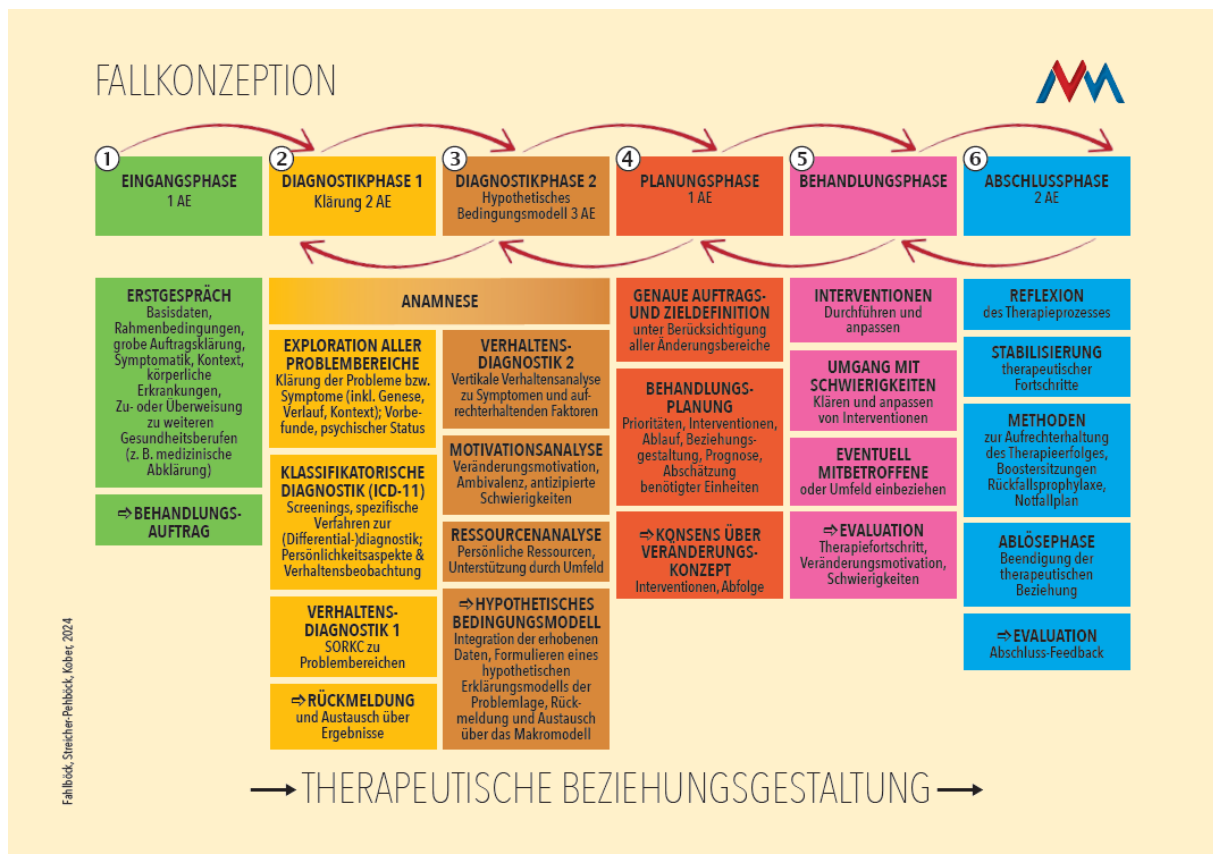 FALLKONZEPTION
1
EINGANGSPHASE
1 AE
2
DIAGNOSTIKPHASE 1
Klärung 2 AE
3
DIAGNOSTIKPHASE 2
Hypothetisches
Bedingungsmodell 3 AE
4
PLANUNGSPHASE
1 AE
5
BEHANDLUNGSPHASE
6
ABSCHLUSSPHASE
2 AE
ERSTGESPRÄCH
Basisdaten,
Rahmenbedingungen,
grobe Auftragsklärung,
Symptomatik, Kontext,
körperliche
Erkrankungen,
Zu- oder Überweisung
zu weiteren
Gesundheitsberufen
(z. B. medizinische
Abklärung)
⇨BEHANDLUNGS-
AUFTRAG
ANAMNESE
EXPLORATION ALLER
PROBLEMBEREICHE
Klärung der Probleme bzw.
Symptome (inkl. Genese,
Verlauf, Kontext); Vorbe-
funde, psychischer Status
KLASSIFIKATORISCHE
DIAGNOSTIK (ICD-11)
Screenings, spezifische
Verfahren zur
(Differential-)diagnostik;
Persönlichkeitsaspekte &
Verhaltensbeobachtung
VERHALTENS-
DIAGNOSTIK 1
SORKC zu
Problembereichen
⇨RÜCKMELDUNG
und Austausch über
Ergebnisse
VERHALTENS-
DIAGNOSTIK 2
Vertikale Verhaltensanalyse
zu Symptomen und auf-
rechterhaltenden Faktoren
MOTIVATIONSANALYSE
Veränderungsmotivation,
Ambivalenz, antizipierte
Schwierigkeiten
RESSOURCENANALYSE
Persönliche Ressourcen,
Unterstützung durch Umfeld
⇨HYPOTHETISCHES
BEDINGUNGSMODELL
Integration der erhobenen
Daten, Formulieren eines
hypothetischen
Erklärungsmodells der
Problemlage, Rück-
meldung und Austausch
über das Makromodell
GENAUE AUFTRAGS-
UND ZIELDEFINITION
unter Berücksichtigung
aller Änderungsbereiche
BEHANDLUNGS-
PLANUNG
Prioritäten, Interventionen,
Ablauf, Beziehungs-
gestaltung, Prognose,
Abschätzung
benötigter Einheiten
⇨KONSENS ÜBER
VERÄNDERUNGS-
KONZEPT
Interventionen, Abfolge
INTERVENTIONEN
Durchführen und
anpassen
UMGANG MIT
SCHWIERIGKEITEN
Klären und anpassen
von Interventionen
EVENTUELL
MITBETROFFENE
oder Umfeld einbeziehen
⇨EVALUATION
Therapiefortschritt,
Veränderungsmotivation,
Schwierigkeiten
REFLEXION
des Therapieprozesses
STABILISIERUNG
therapeutischer
Fortschritte
METHODEN
zur Aufrechterhaltung
des Therapieerfolges,
Boostersitzungen
Rückfallsprophylaxe,
Notfallplan
ABLÖSEPHASE
Beendigung der
therapeutischen
Beziehung
⇨EVALUATION
Abschluss-Feedback
→THERAPEUTISCHE BEZIEHUNGSGESTALTUNG→
Fahlböck, Streicher-Pehböck, Kober, 2024